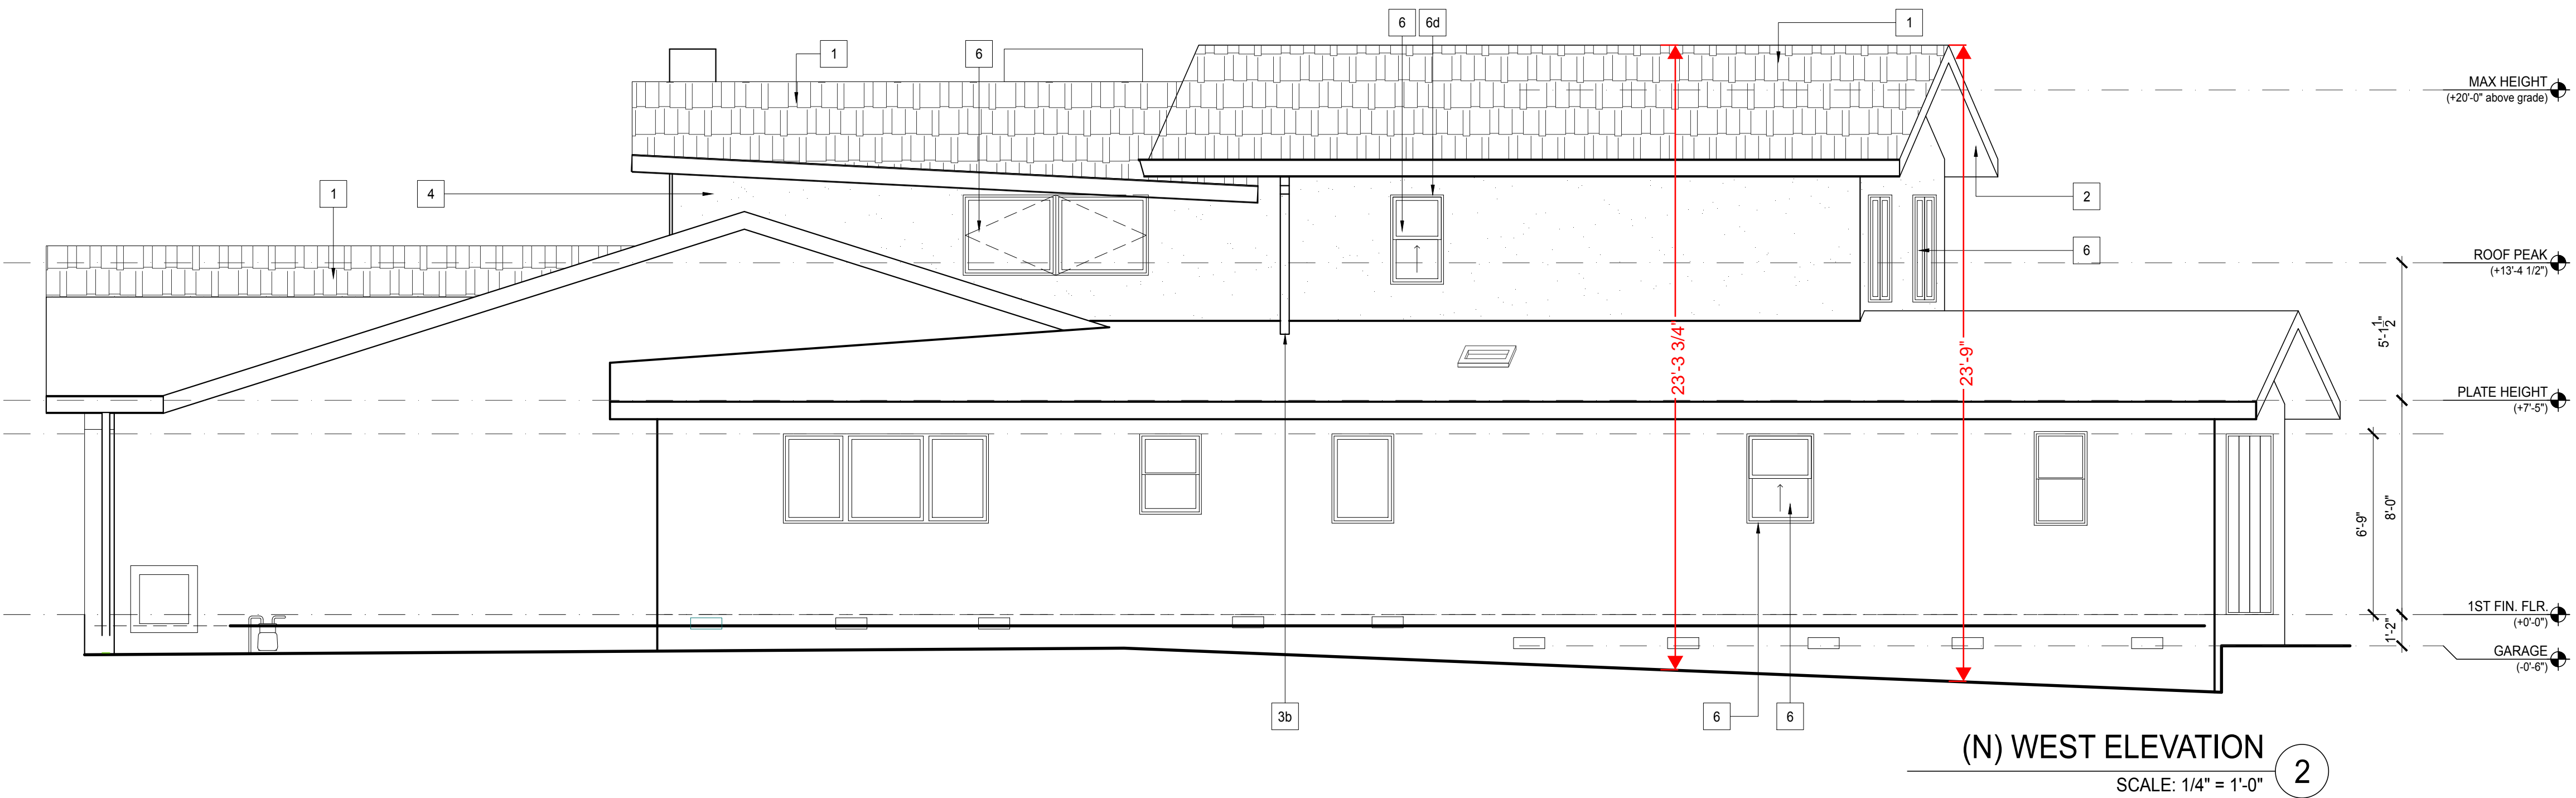 6
6d
1
1
6
MAX HEIGHT
(+20'-0" above grade)
1
4
2
6
ROOF PEAK
(+13'-4 1/2")
5'-1 1/2"
23'-3 3/4"
23'-9"
PLATE HEIGHT
(+7'-5")
6'-9"
8'-0"
1ST FIN. FLR.
(+0'-0")
1'-2"
GARAGE
(-0'-6")
3b
6
6
(N) WEST ELEVATION
2
SCALE: 1/4" = 1'-0"